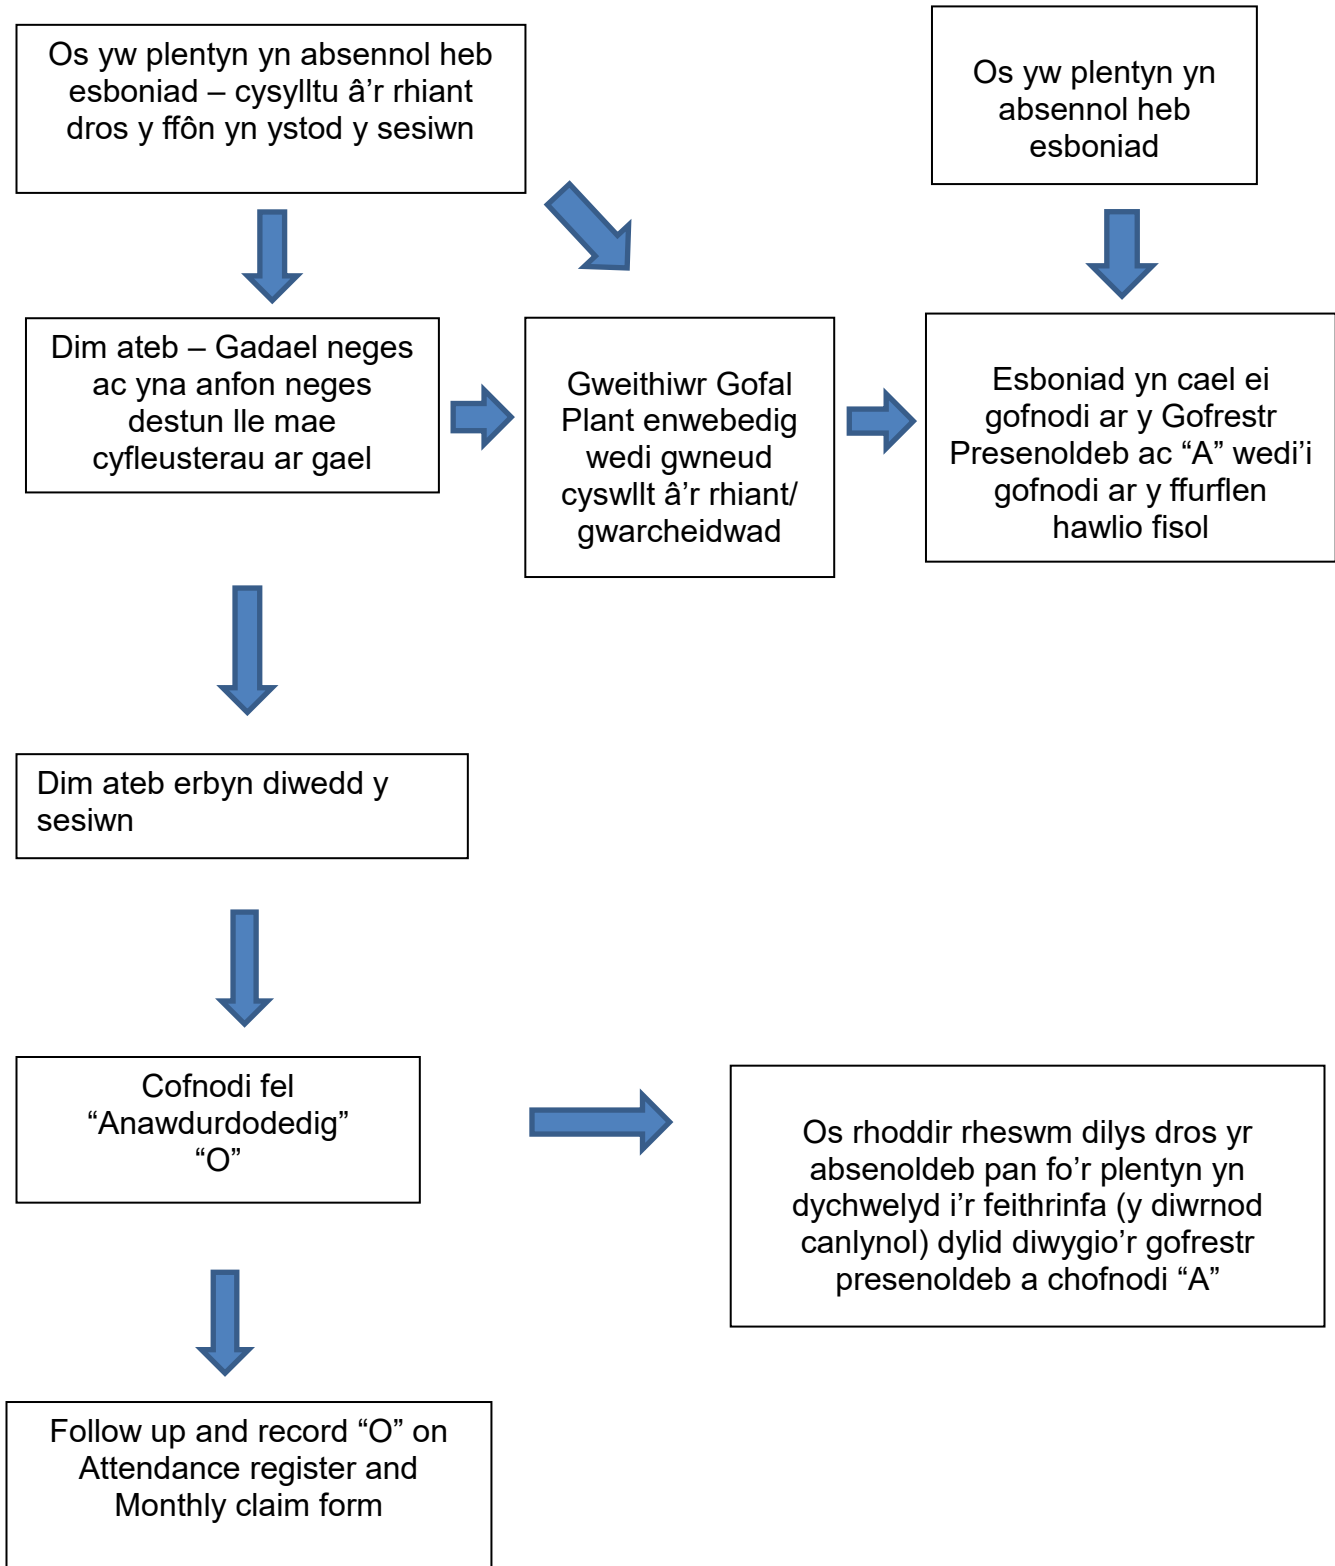 Os yw plentyn yn absennol heb
esboniad – cysylltu â'r rhiant
dros y ffôn yn ystod y sesiwn
Os yw plentyn yn
absennol heb
esboniad
Dim ateb – Gadael neges
ac yna anfon neges
destun lle mae
cyfleusterau ar gael
Gweithiwr Gofal
Plant enwebedig
wedi gwneud
cyswllt â'r rhiant/
gwarcheidwad
Esboniad yn cael ei
gofnodi ar y Gofrestr
Presenoldeb ac “A” wedi'i
gofnodi ar y ffurflen
hawlio fisol
Dim ateb erbyn diwedd y
sesiwn
Cofnodi fel
“Anawdurdodedig”
“O”
Os rhoddir rheswm dilys dros yr
absenoldeb pan fo'r plentyn yn
dychwelyd i'r feithrinfa (y diwrnod
canlynol) dylid diwygio'r gofrestr
presenoldeb a chofnodi “A”
Follow up and record “O” on
Attendance register and
Monthly claim form